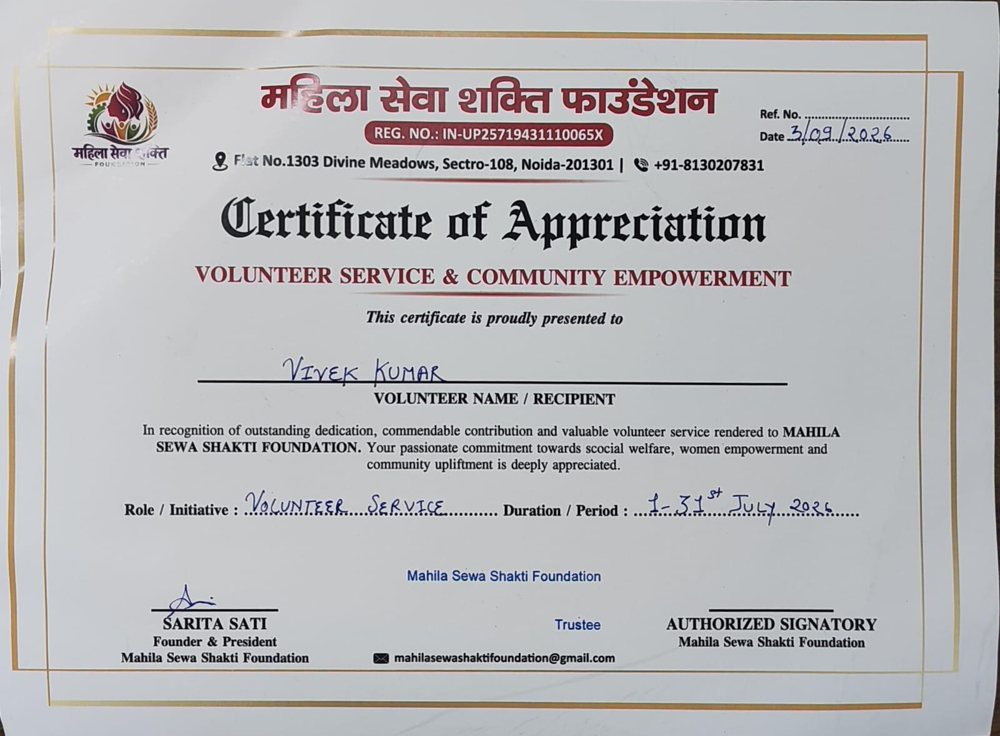 महिला सेवा शक्ति
FOUNDATION
महिला सेवा शक्ति फाउंडेशन
REG. NO.: IN-UP25719431110065X
Ref. No. ........................................
Date 3/09/2026
Flat No.1303 Divine Meadows, Sectro-108, Noida-201301 | +91-8130207831
Certificate of Appreciation
VOLUNTEER SERVICE & COMMUNITY EMPOWERMENT
This certificate is proudly presented to
VIVEK KUMAR
VOLUNTEER NAME / RECIPIENT
In recognition of outstanding dedication, commendable contribution and valuable volunteer service rendered to MAHILA
SEWA SHAKTI FOUNDATION. Your passionate commitment towards scocial welfare, women empowerment and
community upliftment is deeply appreciated.
Role / Initiative : VOLUNTEER SERVICE Duration / Period : 1-31st JULY 2026
Mahila Sewa Shakti Foundation
Trustee
SARITA SATI
Founder & President
Mahila Sewa Shakti Foundation
mahilasewashaktifoundation@gmail.com
AUTHORIZED SIGNATORY
Mahila Sewa Shakti Foundation